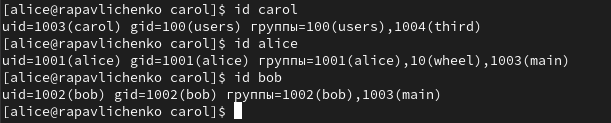 [alice@rapavlichenko carol]$ id carol
uid=1003(carol) gid=100(users) группы=100(users),1004(third)
[alice@rapavlichenko carol]$ id alice
uid=1001(alice) gid=1001(alice) группы=1001(alice),10(wheel),1003(main)
[alice@rapavlichenko carol]$ id bob
uid=1002(bob) gid=1002(bob) группы=1002(bob),1003(main)
[alice@rapavlichenko carol]$